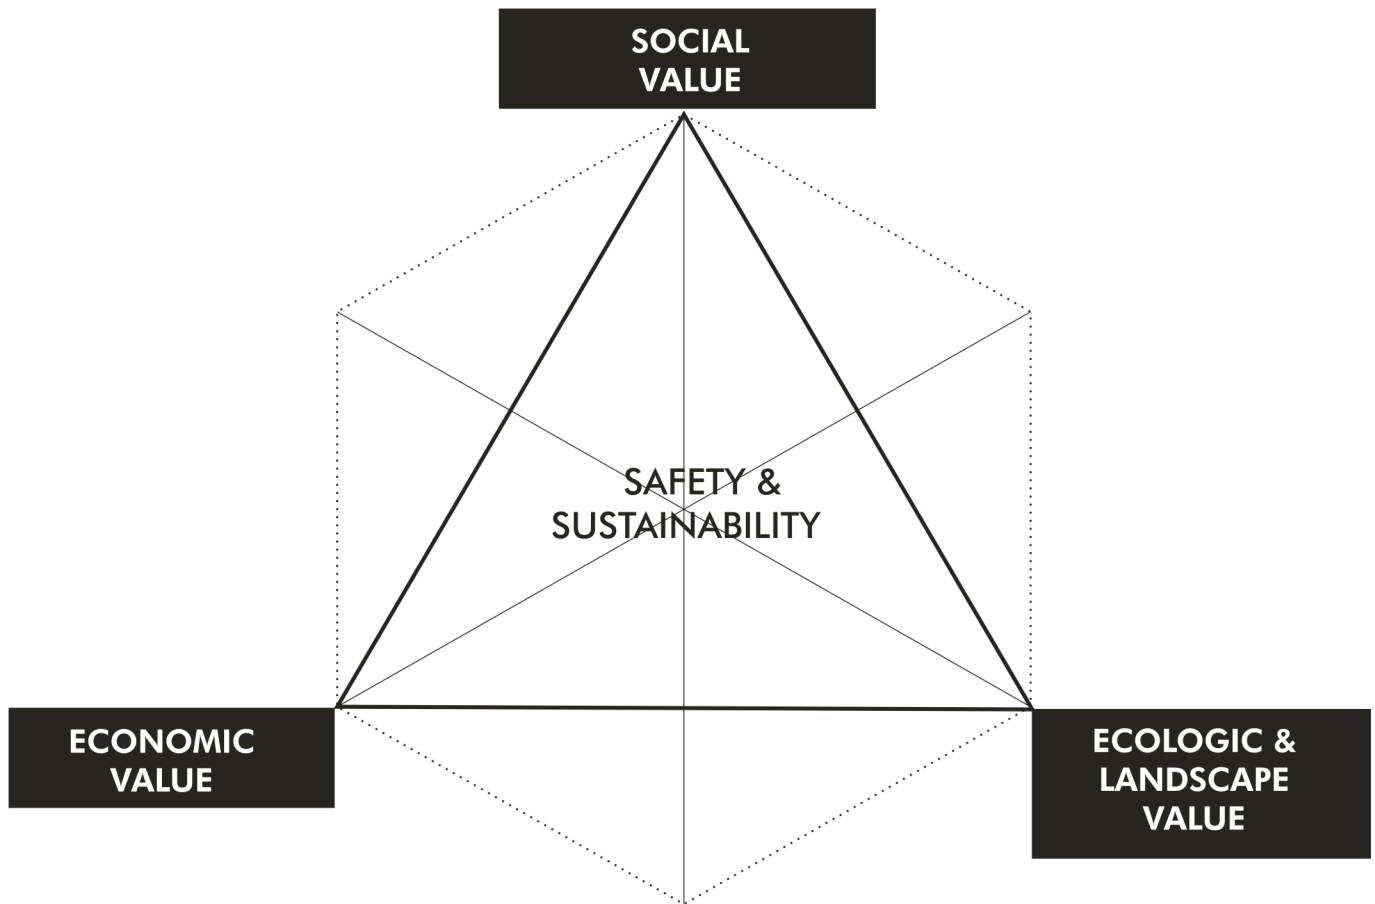 SOCIAL
VALUE
SAFETY &
SUSTAINABILITY
ECONOMIC
VALUE
ECOLOGIC &
LANDSCAPE
VALUE